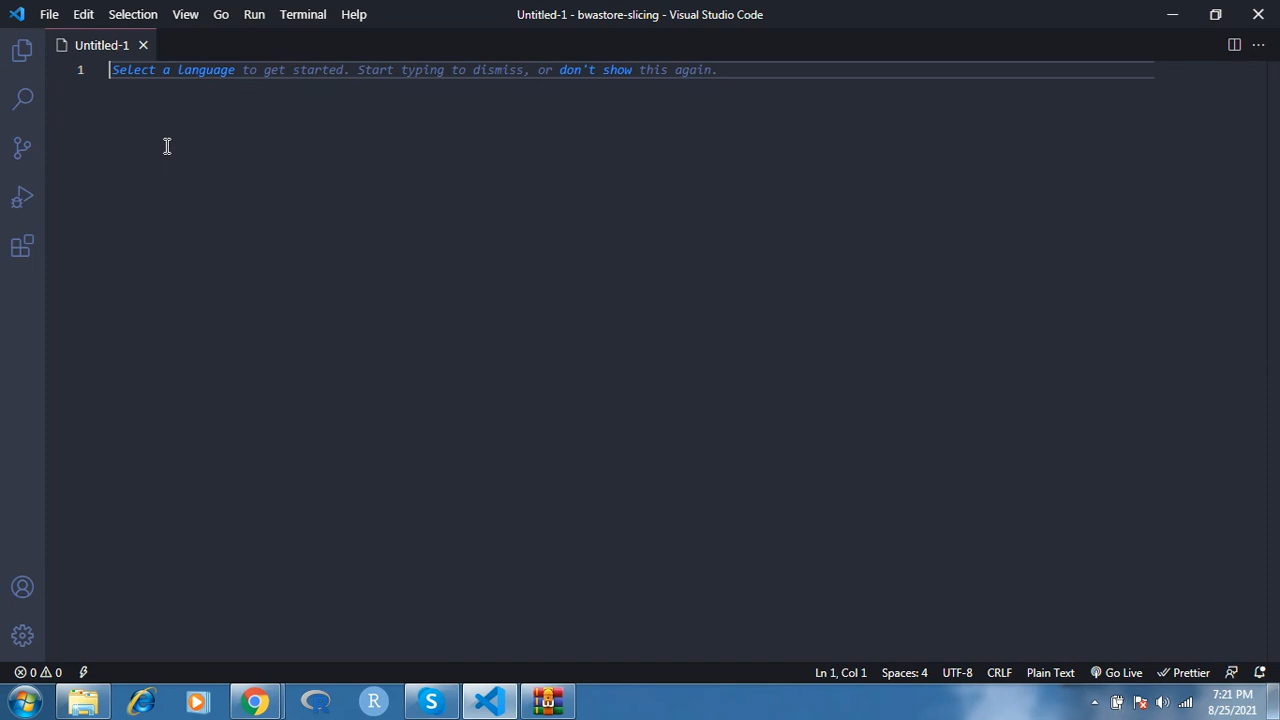 File Edit Selection View Go Run Terminal Help Untitled-1 - bwastore-slicing - Visual Studio Code
Untitled-1
1 Select a language to get started. Start typing to dismiss, or don't show this again.
0 0 Ln 1, Col 1 Spaces: 4 UTF-8 CRLF Plain Text Go Live Prettier
7:21 PM
8/25/2021